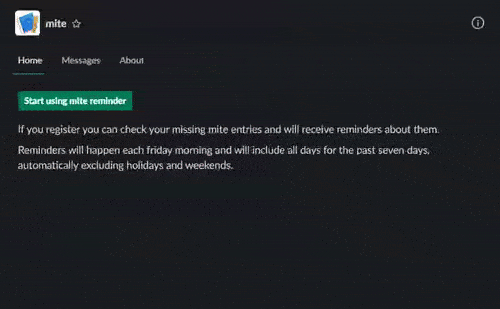 mite
Home Messages About
Start using mite reminder
If you register you can check your missing mite entries and will receive reminders about them.
Reminders will happen each friday morning and will include all days for the past seven days,
automatically excluding holidays and weekends.